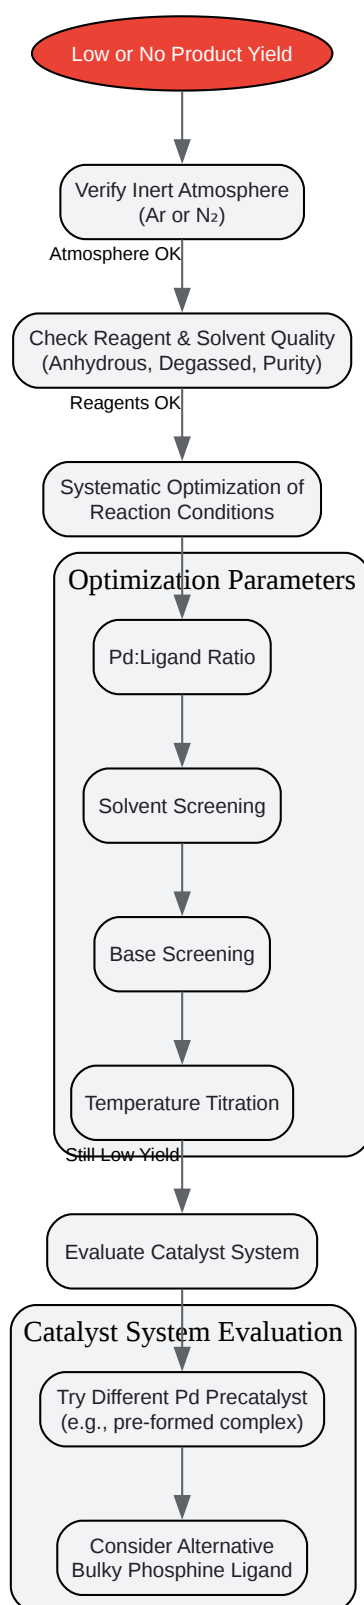 Low or No Product Yield
Verify Inert Atmosphere
(Ar or N₂)
Atmosphere OK
Check Reagent & Solvent Quality
(Anhydrous, Degassed, Purity)
Reagents OK
Systematic Optimization of
Reaction Conditions
Optimization Parameters
Pd:Ligand Ratio
Solvent Screening
Base Screening
Temperature Titration
Still Low Yield
Evaluate Catalyst System
Catalyst System Evaluation
Try Different Pd Precatalyst
(e.g., pre-formed complex)
Consider Alternative
Bulky Phosphine Ligand